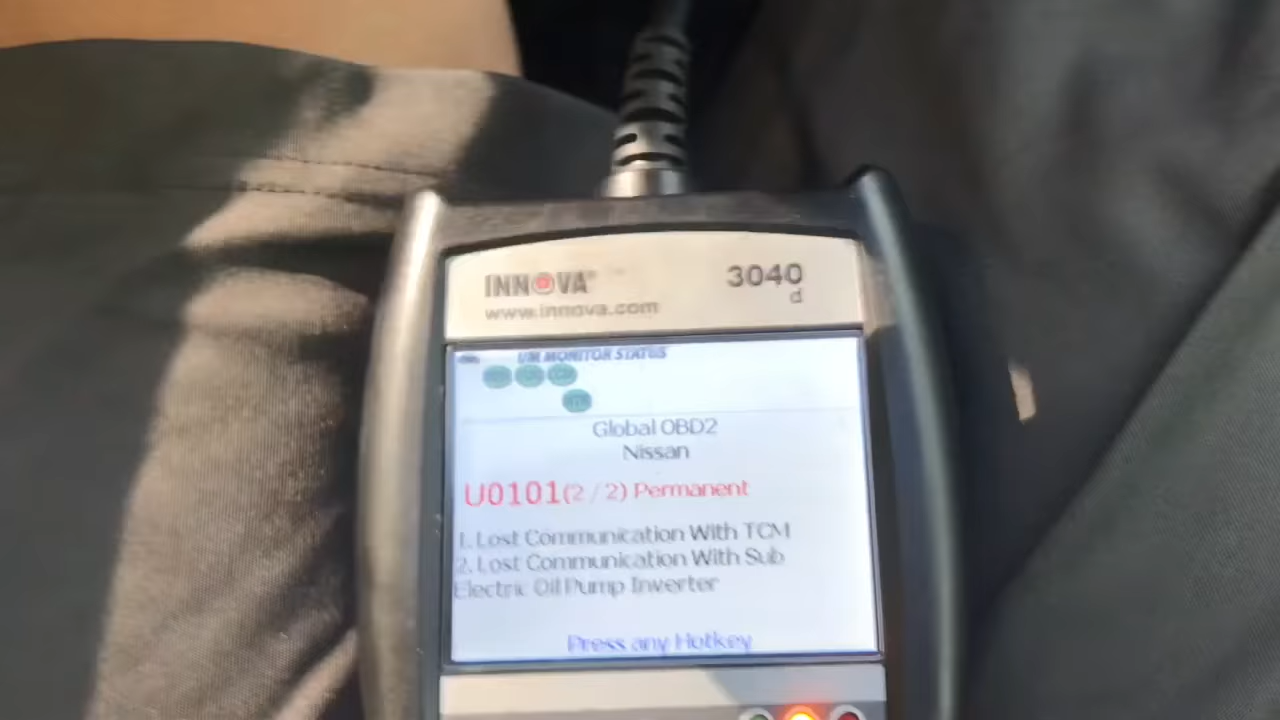 INNOVA®
3040
d
www.innova.com
I/M MONITOR STATUS
Global OBD2
Nissan
U0101(2 / 2) Permanent
1. Lost Communication With TCM
2. Lost Communication With Sub
Electric Oil Pump Inverter
Press any Hotkey